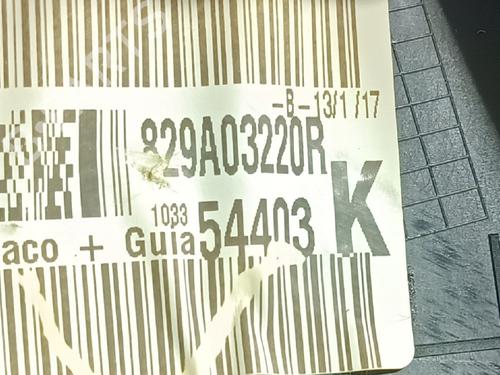 -B-13/1/17
829A03220R
1033 54403 K
aco + Guia